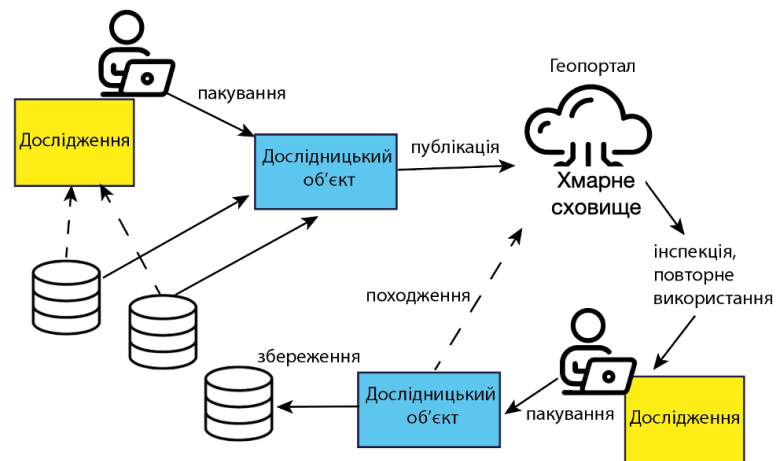 Геопортал
пакування
Дослідження
Дослідницький
об’єкт
публікація
Хмарне
сховище
інспекція,
повторне
використання
походження
збереження
Дослідницький
об’єкт
пакування
Дослідження